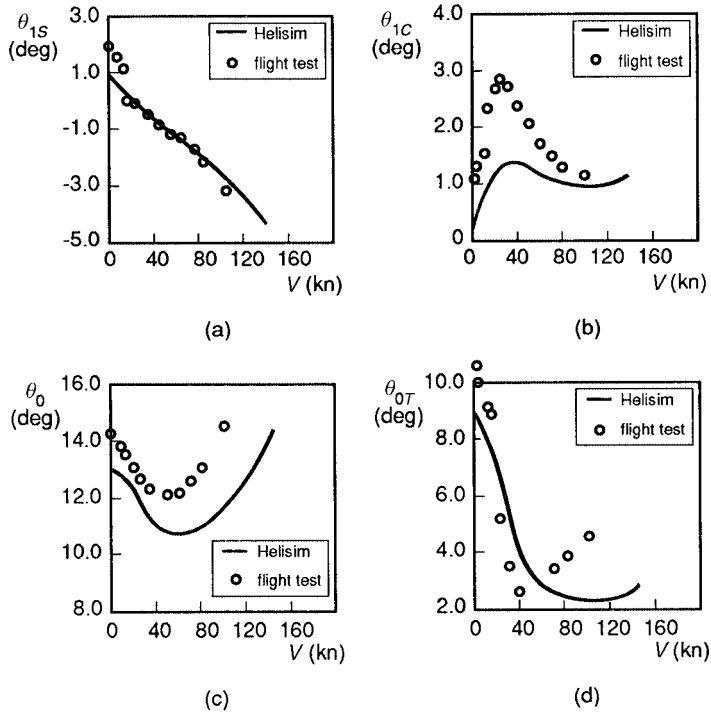 θ1S
(deg)
3.0
1.0
-1.0
-3.0
-5.0
0 40 80 120 160
V (kn)
Helisim
flight test
(a)
θ1C
(deg)
4.0
3.0
2.0
1.0
0
0 40 80 120 160
V (kn)
Helisim
flight test
(b)
θ0
(deg)
16.0
14.0
12.0
10.0
8.0
0 40 80 120 160
V (kn)
Helisim
flight test
(c)
θ0T
(deg)
10.0
8.0
6.0
4.0
2.0
0 40 80 120 160
V (kn)
Helisim
flight test
(d)